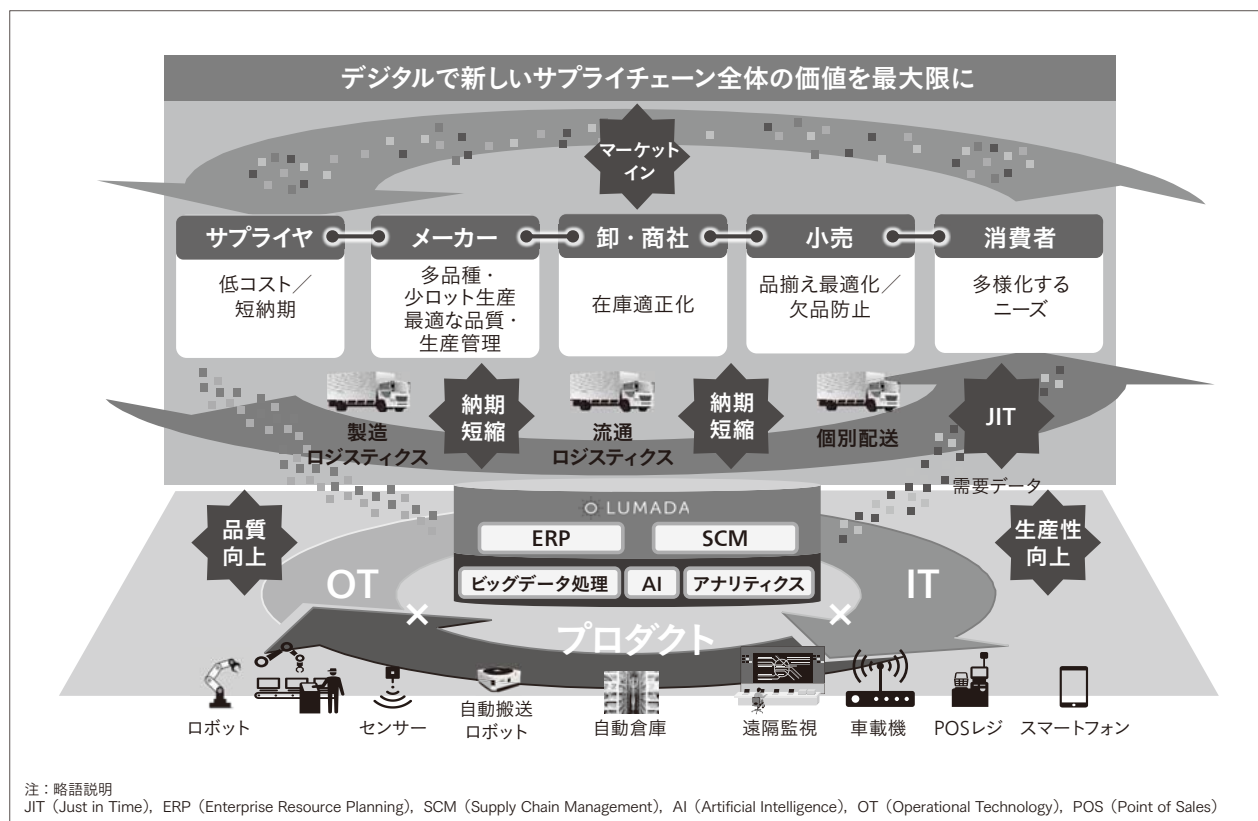 デジタルで新しいサプライチェーン全体の価値を最大限に
マーケット
イン
サプライヤ
メーカー
卸・商社
小売
消費者
低コスト／
短納期
多品種・
少ロット生産
最適な品質・
生産管理
在庫適正化
品揃え最適化／
欠品防止
多様化する
ニーズ
製造
ロジスティクス
納期
短縮
流通
ロジスティクス
納期
短縮
個別配送
JIT
需要データ
品質
向上
LUMADA
生産性
向上
ERP
SCM
ビッグデータ処理
AI
アナリティクス
OT
×
プロダクト
×
IT
ロボット
センサー
自動搬送
ロボット
自動倉庫
遠隔監視
車載機
POSレジ
スマートフォン
注：略語説明
JIT（Just in Time），ERP（Enterprise Resource Planning），SCM（Supply Chain Management），AI（Artificial Intelligence），OT（Operational Technology），POS（Point of Sales）